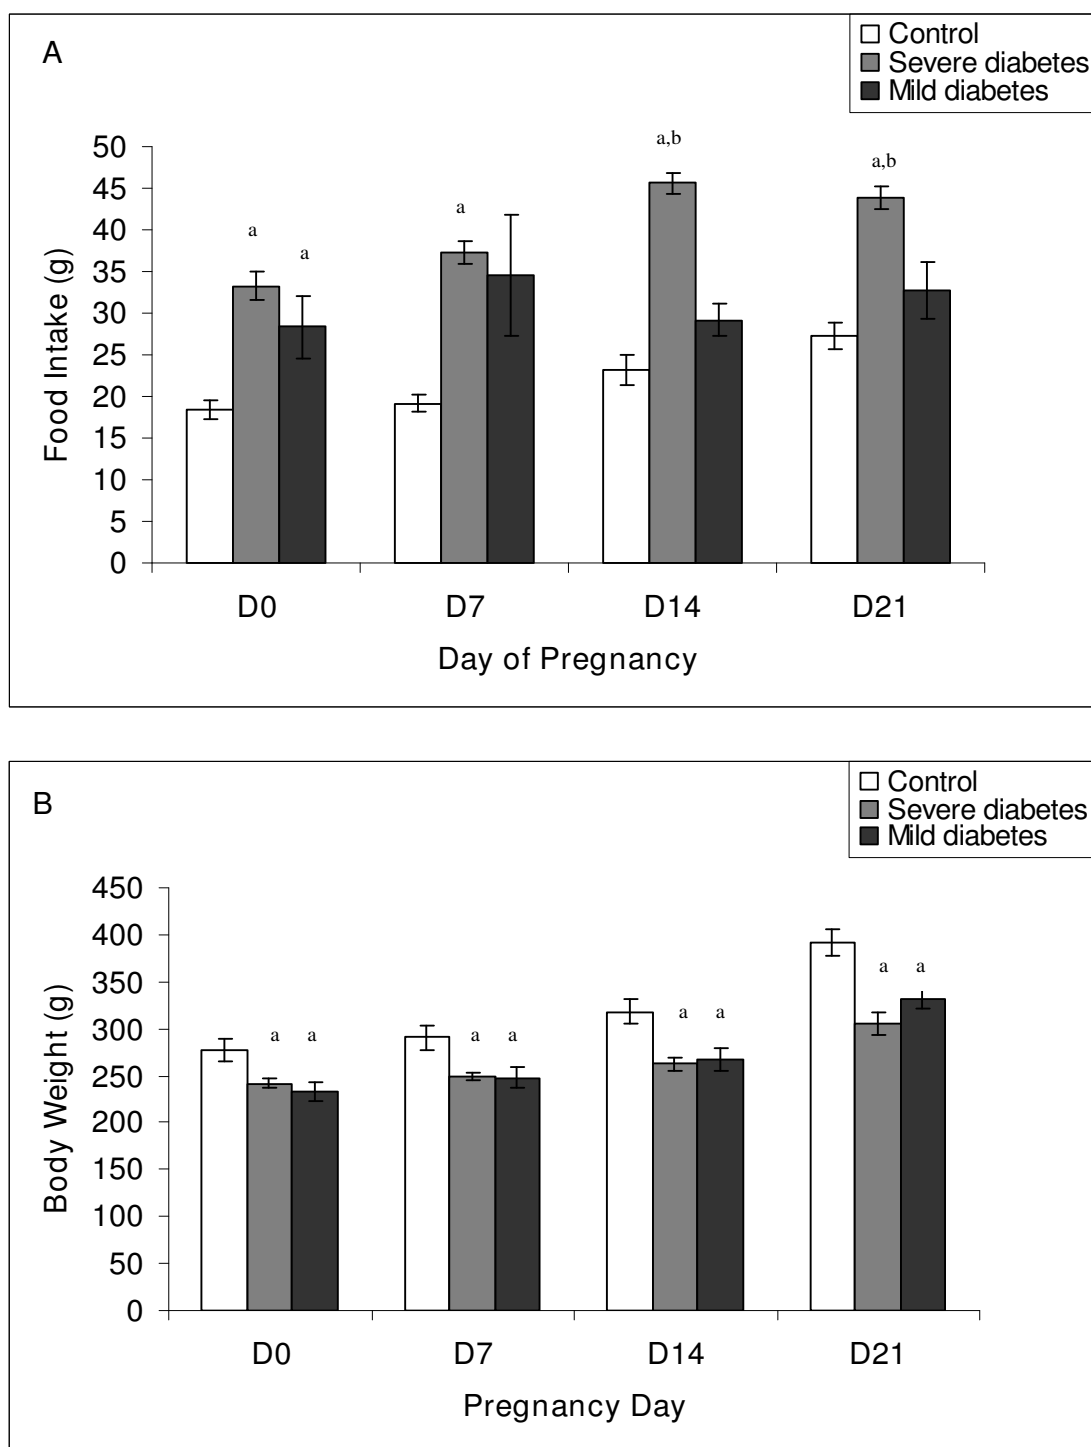 A
Control
Severe diabetes
Mild diabetes
50
45
40
35
30
25
20
15
10
5
0
Food Intake (g)
a
a
a
a,b
a,b
D0 D7 D14 D21
Day of Pregnancy
B
Control
Severe diabetes
Mild diabetes
450
400
350
300
250
200
150
100
50
0
Body Weight (g)
a a a a a a a a
D0 D7 D14 D21
Pregnancy Day